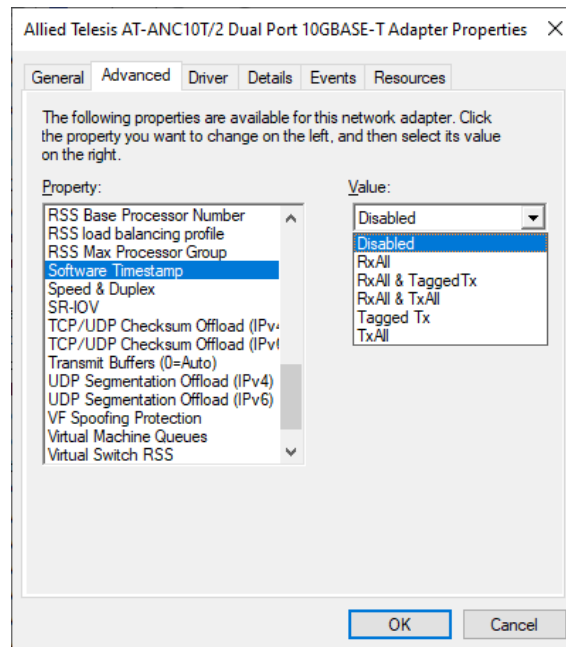 Allied Telesis AT-ANC10T/2 Dual Port 10GBASE-T Adapter Properties
General Advanced Driver Details Events Resources
The following properties are available for this network adapter. Click
the property you want to change on the left, and then select its value
on the right.
Property:
RSS Base Processor Number
RSS load balancing profile
RSS Max Processor Group
Software Timestamp
Speed & Duplex
SR-IOV
TCP/UDP Checksum Offload (IPv4
TCP/UDP Checksum Offload (IPv6
Transmit Buffers (0=Auto)
UDP Segmentation Offload (IPv4)
UDP Segmentation Offload (IPv6)
VF Spoofing Protection
Virtual Machine Queues
Virtual Switch RSS
Value:
Disabled
Disabled
RxAll
RxAll & TaggedTx
RxAll & TxAll
Tagged Tx
TxAll
OK Cancel